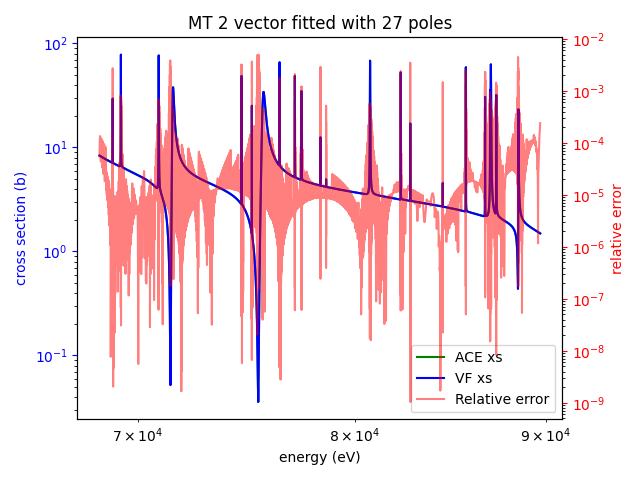 MT 2 vector fitted with 27 poles
10²
10¹
10⁰
10⁻¹
cross section (b)
10⁻²
10⁻³
10⁻⁴
10⁻⁵
10⁻⁶
10⁻⁷
10⁻⁸
10⁻⁹
relative error
ACE xs
VF xs
Relative error
7 × 10⁴
8 × 10⁴
9 × 10⁴
energy (eV)